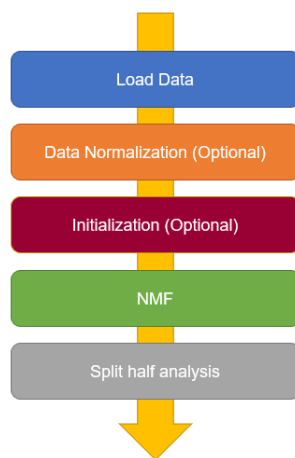 Load Data
Data Normalization (Optional)
Initialization (Optional)
NMF
Split half analysis